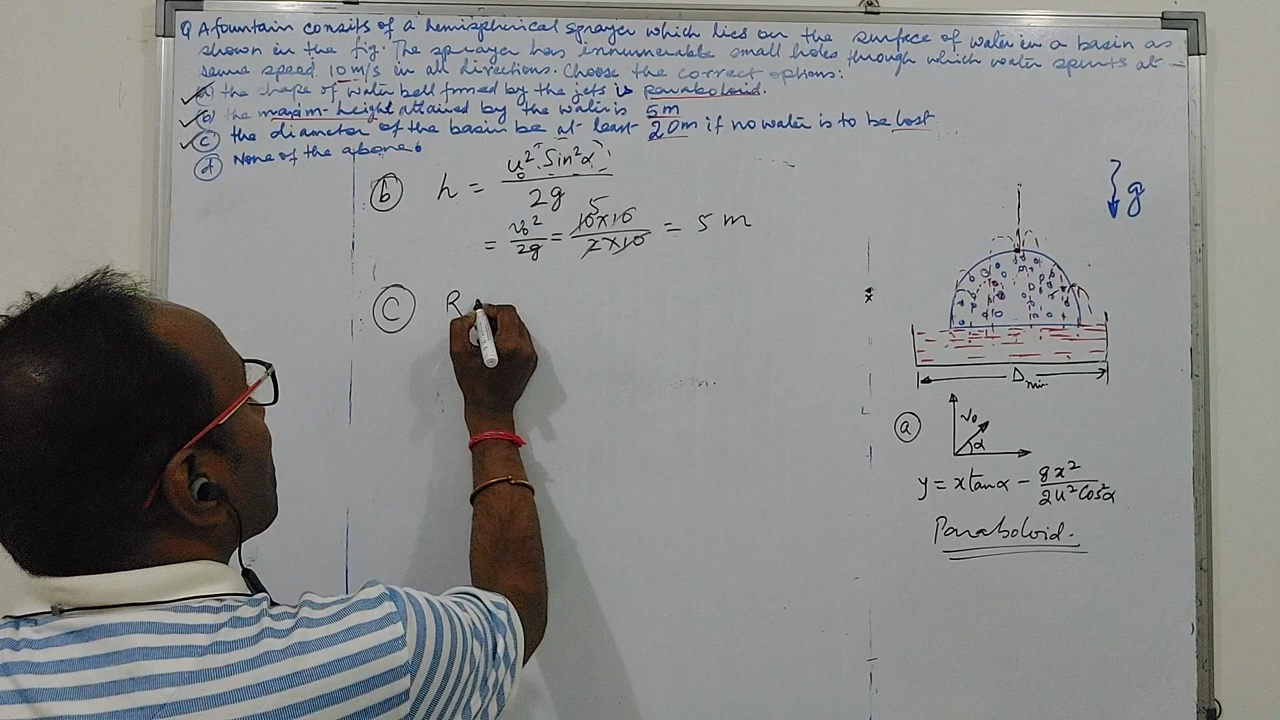 Q A fountain consits of a hemispherical sprayer which lies on the surface of water in a basin as
shown in the fig. The sprayer has innumerable small holes through which water spurts at
same speed 10 m/s in all directions. Choose the correct options:
(a) the shape of water bell formed by the jets is paraboloid.
(b) the maxim height attained by the water is 5m
(c) the diameter of the basin be at least 20m if no water is to be lost
(d) None of the above.
(b) h = u₀² Sin²α / 2g
= v₀²/2g = 10×10 / 2×10 = 5 m
5
(c) R
g
Dmin
(a) v₀
α
y = x tanα − gx² / 2u²Cos²α
Paraboloid.